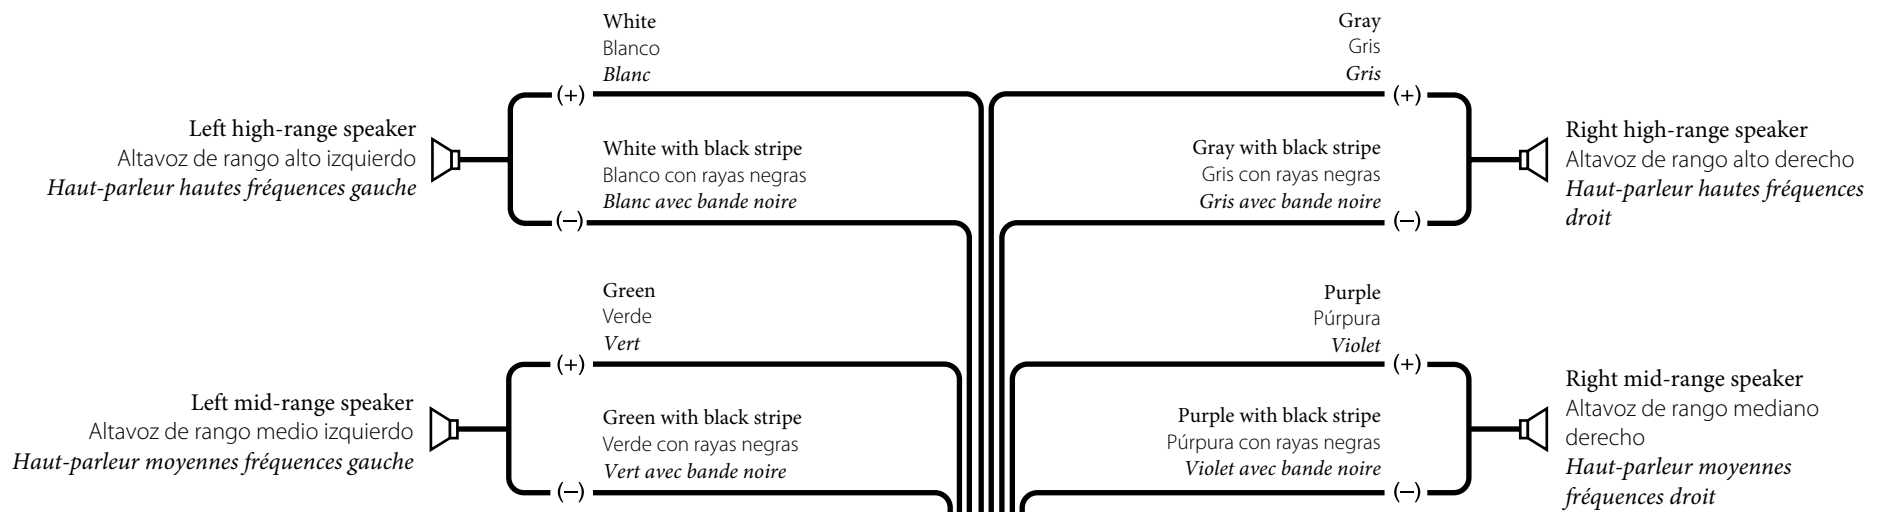 White
Blanco
Blanc
(+)
Left high-range speaker
Altavoz de rango alto izquierdo
Haut-parleur hautes fréquences gauche
White with black stripe
Blanco con rayas negras
Blanc avec bande noire
(−)
Gray
Gris
Gris
(+)
Gray with black stripe
Gris con rayas negras
Gris avec bande noire
(−)
Right high-range speaker
Altavoz de rango alto derecho
Haut-parleur hautes fréquences
droit
Green
Verde
Vert
(+)
Left mid-range speaker
Altavoz de rango medio izquierdo
Haut-parleur moyennes fréquences gauche
Green with black stripe
Verde con rayas negras
Vert avec bande noire
(−)
Purple
Púrpura
Violet
(+)
Purple with black stripe
Púrpura con rayas negras
Violet avec bande noire
(−)
Right mid-range speaker
Altavoz de rango mediano
derecho
Haut-parleur moyennes
fréquences droit